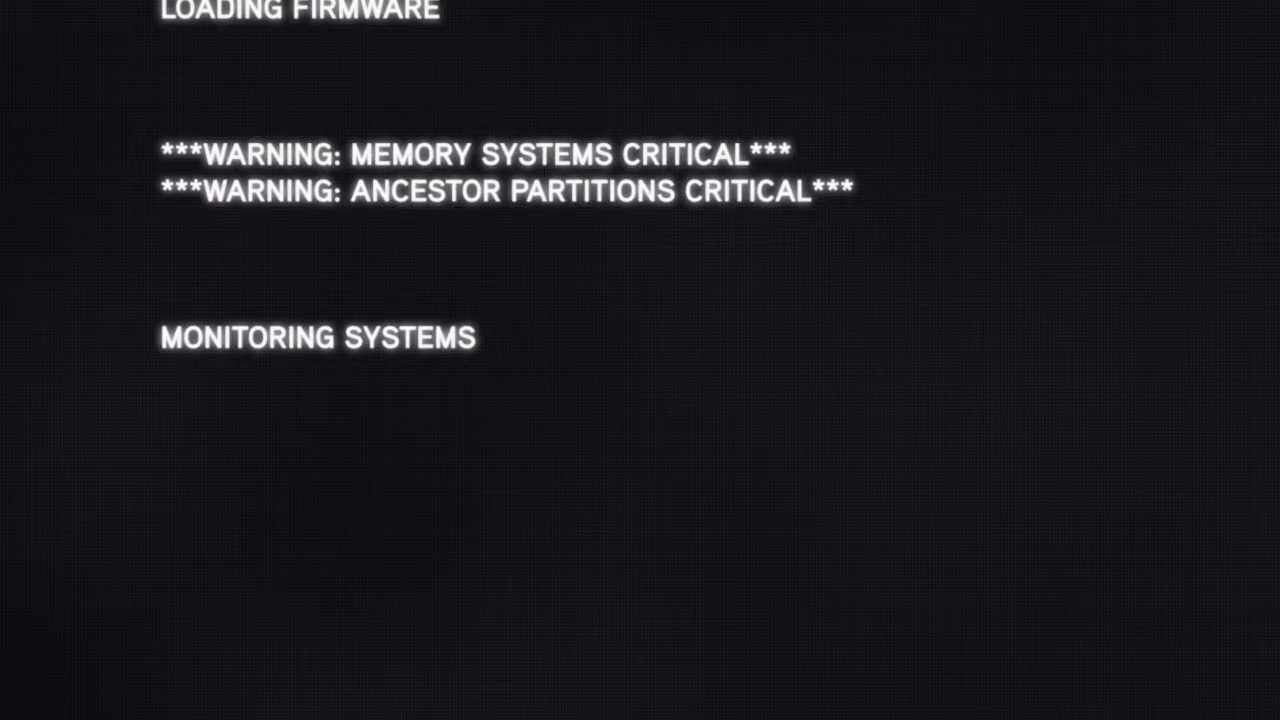 LOADING FIRMWARE
***WARNING: MEMORY SYSTEMS CRITICAL***
***WARNING: ANCESTOR PARTITIONS CRITICAL***
MONITORING SYSTEMS